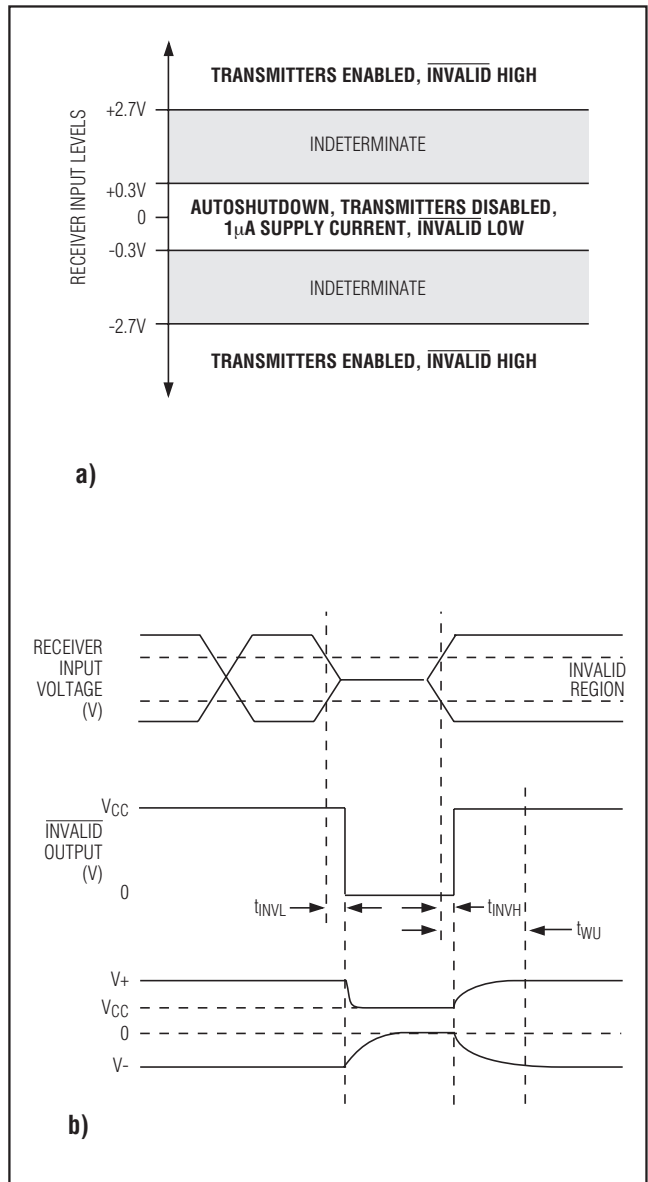 TRANSMITTERS ENABLED, INVALID HIGH
RECEIVER INPUT LEVELS
+2.7V
INDETERMINATE
+0.3V
AUTOSHUTDOWN, TRANSMITTERS DISABLED,
0
1µA SUPPLY CURRENT, INVALID LOW
-0.3V
INDETERMINATE
-2.7V
TRANSMITTERS ENABLED, INVALID HIGH
a)
RECEIVER
INPUT
VOLTAGE
(V)
INVALID
REGION
VCC
INVALID
OUTPUT
(V)
0
tINVL
tINVH
tWU
V+
VCC
0
V-
b)